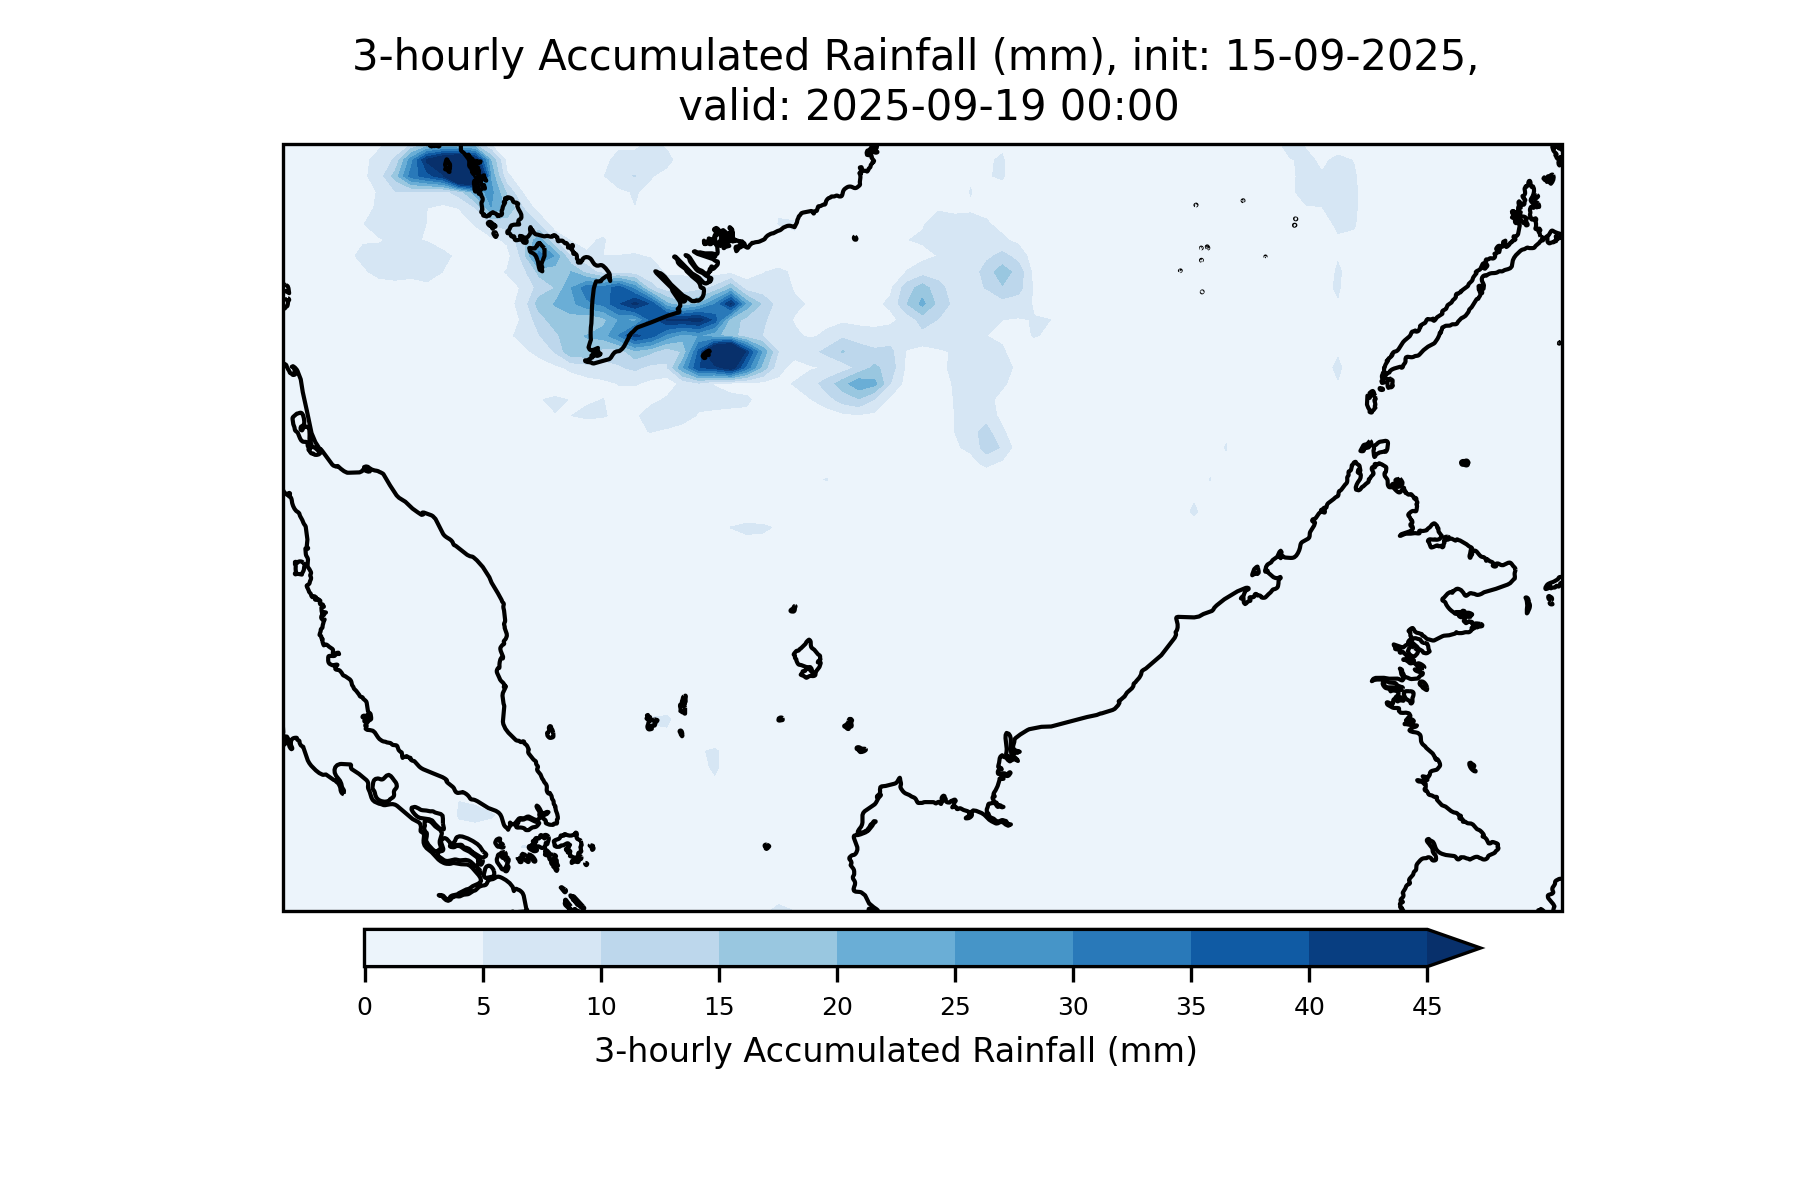 3-hourly Accumulated Rainfall (mm), init: 15-09-2025,
valid: 2025-09-19 00:00
0 5 10 15 20 25 30 35 40 45
3-hourly Accumulated Rainfall (mm)